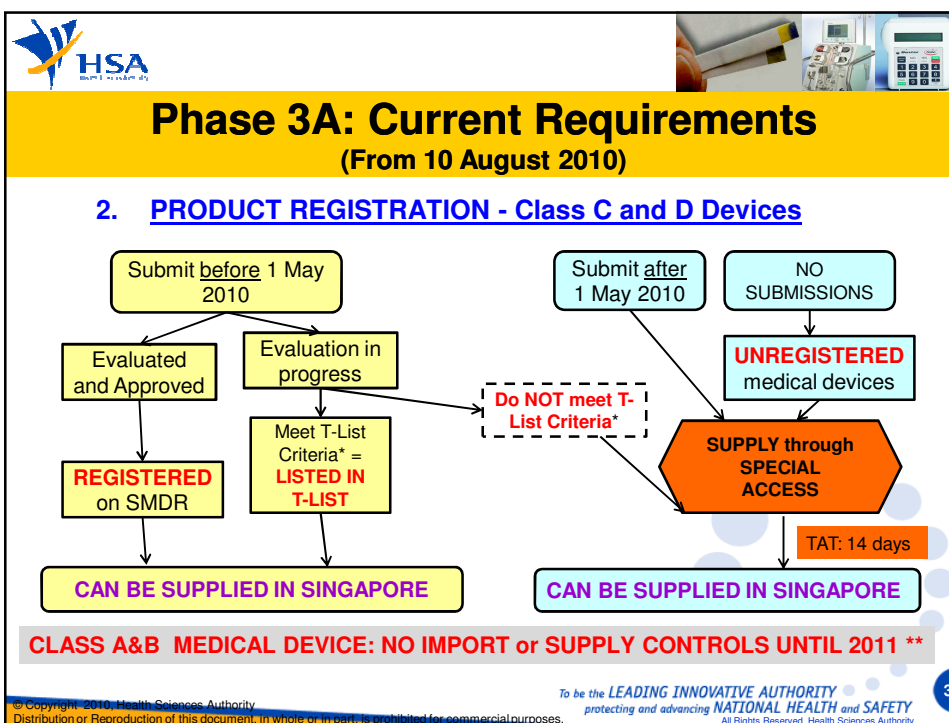 HSA
Phase 3A: Current Requirements
(From 10 August 2010)
2. PRODUCT REGISTRATION - Class C and D Devices
Submit before 1 May
2010
Evaluated
and Approved
Evaluation in
progress
REGISTERED
on SMDR
Meet T-List
Criteria* =
LISTED IN
T-LIST
Do NOT meet T-
List Criteria*
CAN BE SUPPLIED IN SINGAPORE
Submit after
1 May 2010
NO
SUBMISSIONS
UNREGISTERED
medical devices
SUPPLY through
SPECIAL
ACCESS
TAT: 14 days
CAN BE SUPPLIED IN SINGAPORE
CLASS A&B MEDICAL DEVICE: NO IMPORT or SUPPLY CONTROLS UNTIL 2011 **
© Copyright 2010, Health Sciences Authority
Distribution or Reproduction of this document, in whole or in part, is prohibited for commercial purposes.
To be the LEADING INNOVATIVE AUTHORITY
protecting and advancing NATIONAL HEALTH and SAFETY
All Rights Reserved, Health Sciences Authority
3